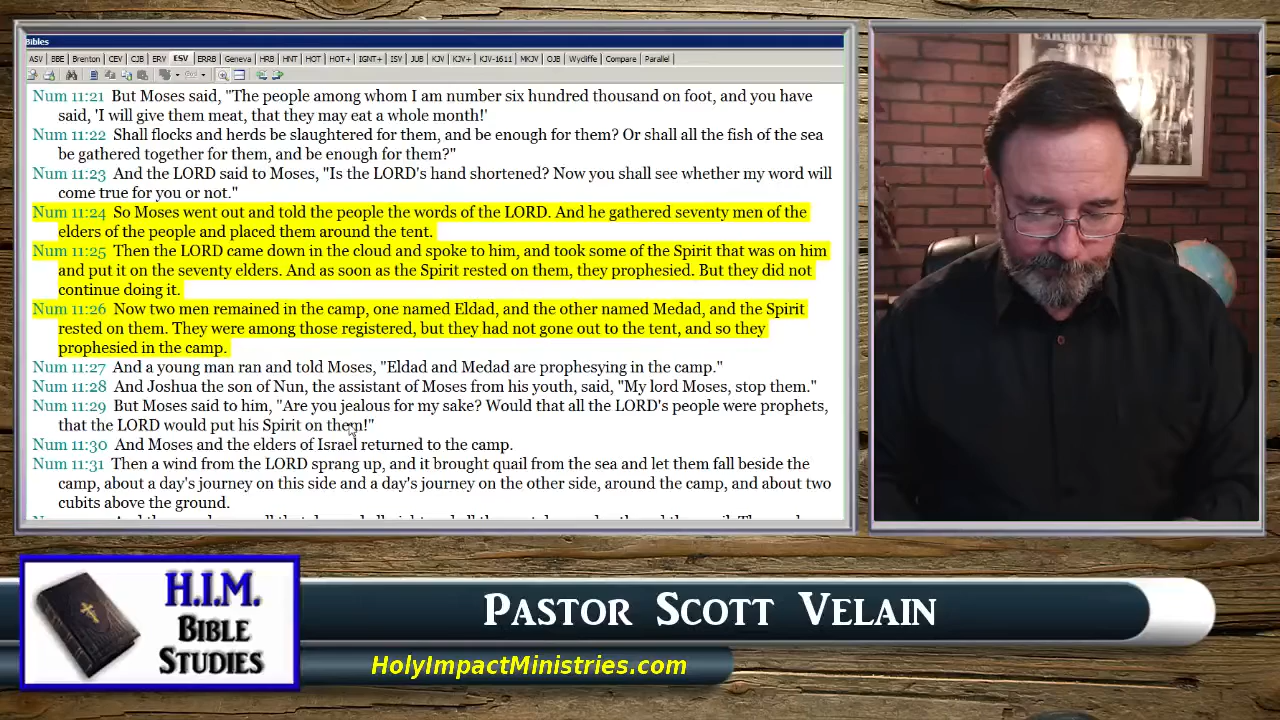 Bibles
ASV BBE Brenton CEV CJB ERV ESV ERRB Geneva HRB HNT HOT HOT+ IGNT+ ISV JUB KJV KJV+ KJV-1611 MKJV OJB Wycliffe Compare Parallel
Num 11:21 But Moses said, "The people among whom I am number six hundred thousand on foot, and you have
said, 'I will give them meat, that they may eat a whole month!'
Num 11:22 Shall flocks and herds be slaughtered for them, and be enough for them? Or shall all the fish of the sea
be gathered together for them, and be enough for them?"
Num 11:23 And the LORD said to Moses, "Is the LORD's hand shortened? Now you shall see whether my word will
come true for you or not."
Num 11:24 So Moses went out and told the people the words of the LORD. And he gathered seventy men of the
elders of the people and placed them around the tent.
Num 11:25 Then the LORD came down in the cloud and spoke to him, and took some of the Spirit that was on him
and put it on the seventy elders. And as soon as the Spirit rested on them, they prophesied. But they did not
continue doing it.
Num 11:26 Now two men remained in the camp, one named Eldad, and the other named Medad, and the Spirit
rested on them. They were among those registered, but they had not gone out to the tent, and so they
prophesied in the camp.
Num 11:27 And a young man ran and told Moses, "Eldad and Medad are prophesying in the camp."
Num 11:28 And Joshua the son of Nun, the assistant of Moses from his youth, said, "My lord Moses, stop them."
Num 11:29 But Moses said to him, "Are you jealous for my sake? Would that all the LORD's people were prophets,
that the LORD would put his Spirit on them!"
Num 11:30 And Moses and the elders of Israel returned to the camp.
Num 11:31 Then a wind from the LORD sprang up, and it brought quail from the sea and let them fall beside the
camp, about a day's journey on this side and a day's journey on the other side, around the camp, and about two
cubits above the ground.
CARROLLTON WARRIORS
H.I.M.
BIBLE
STUDIES
PASTOR SCOTT VELAIN
HolyImpactMinistries.com